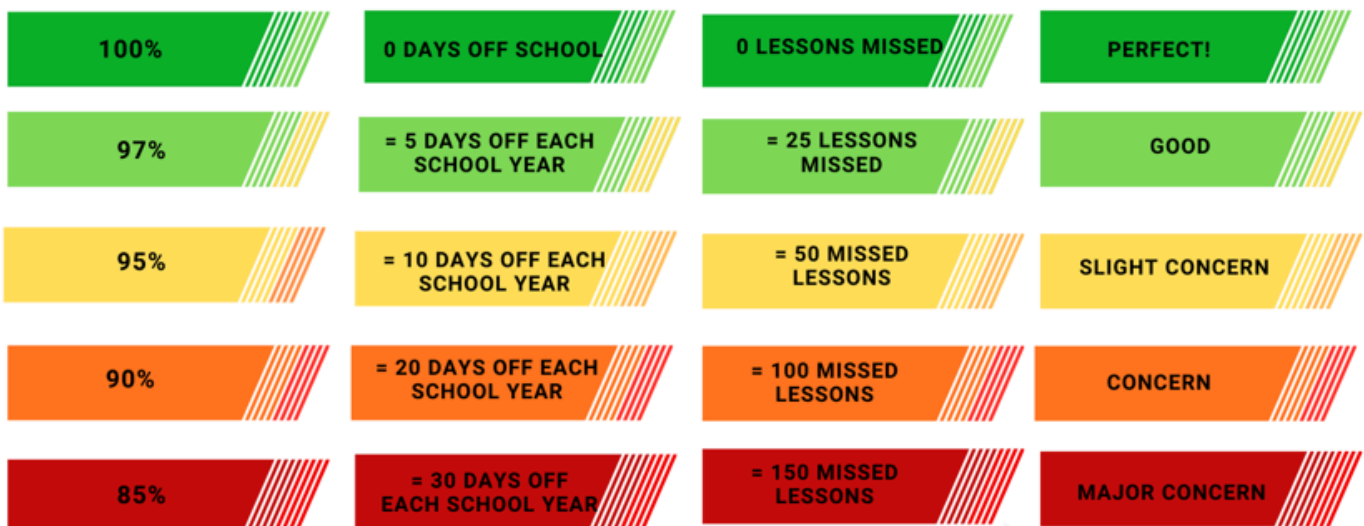 100%
0 DAYS OFF SCHOOL
0 LESSONS MISSED
PERFECT!
97%
= 5 DAYS OFF EACH
SCHOOL YEAR
= 25 LESSONS
MISSED
GOOD
95%
= 10 DAYS OFF EACH
SCHOOL YEAR
= 50 MISSED
LESSONS
SLIGHT CONCERN
90%
= 20 DAYS OFF EACH
SCHOOL YEAR
= 100 MISSED
LESSONS
CONCERN
85%
= 30 DAYS OFF
EACH SCHOOL YEAR
= 150 MISSED
LESSONS
MAJOR CONCERN